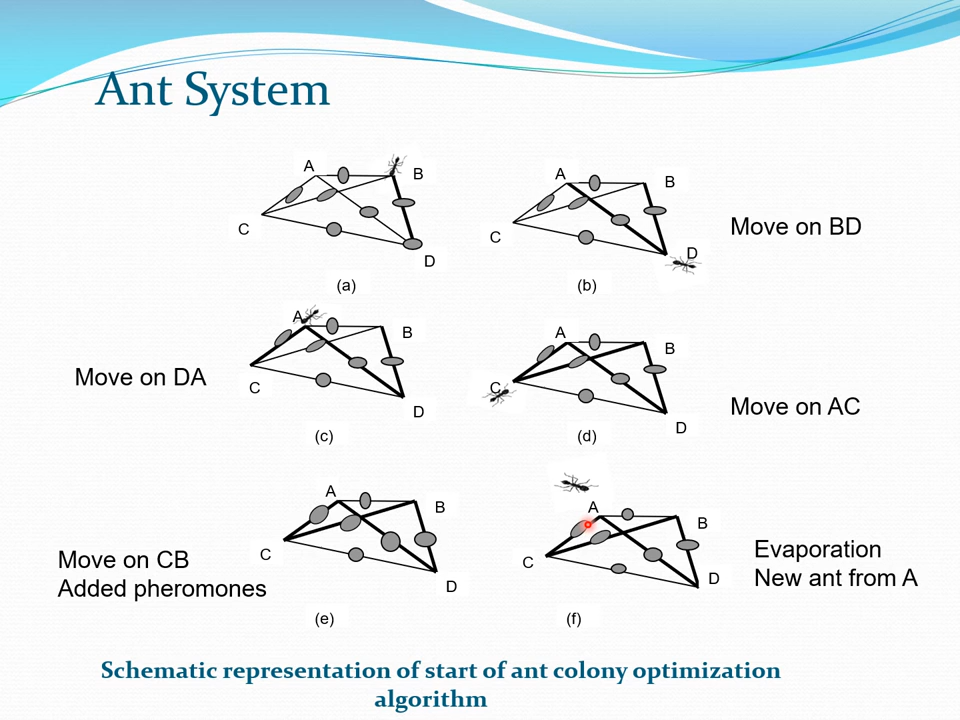 Ant System
A
B
C
D
(a)
A
B
C
D
(b)
Move on BD
Move on DA
A
B
C
D
(c)
A
B
C
D
(d)
Move on AC
Move on CB
Added pheromones
A
B
C
D
(e)
A
B
C
D
(f)
Evaporation
New ant from A
Schematic representation of start of ant colony optimization
algorithm